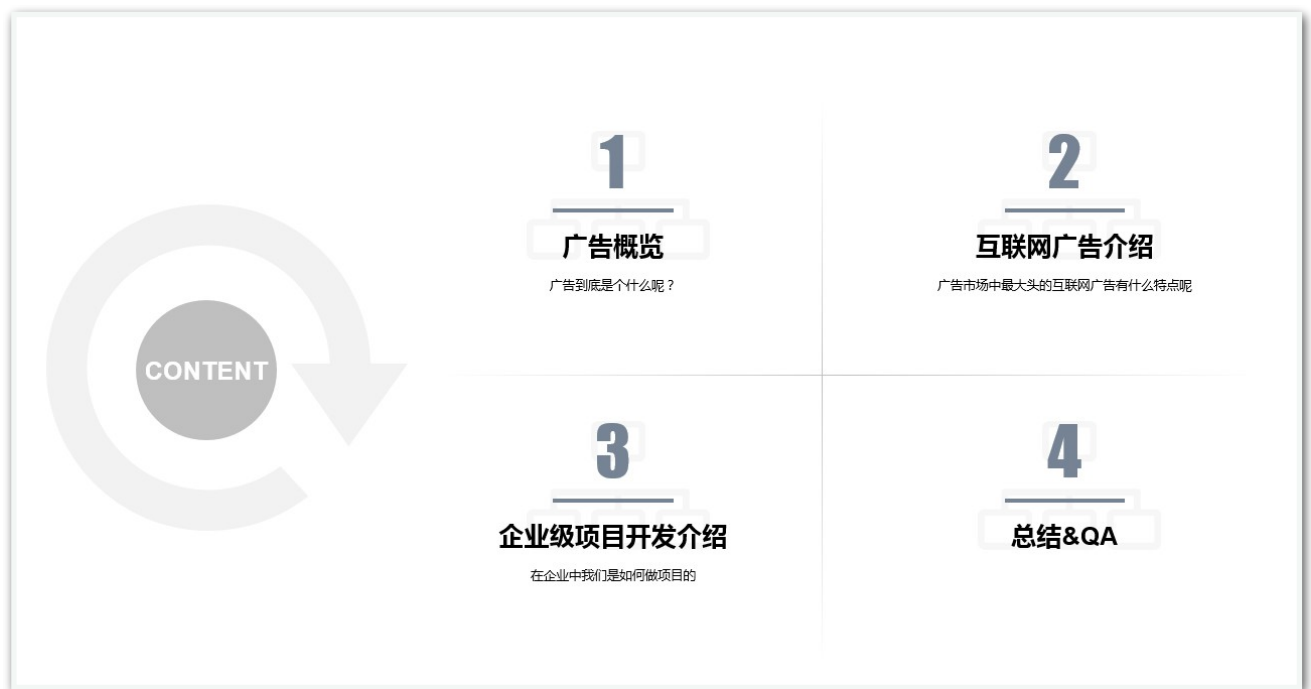 CONTENT
1
广告概览
广告到底是个什么呢？
2
互联网广告介绍
广告市场中最大头的互联网广告有什么特点呢
3
企业级项目开发介绍
在企业中我们是如何做项目的
4
总结&QA